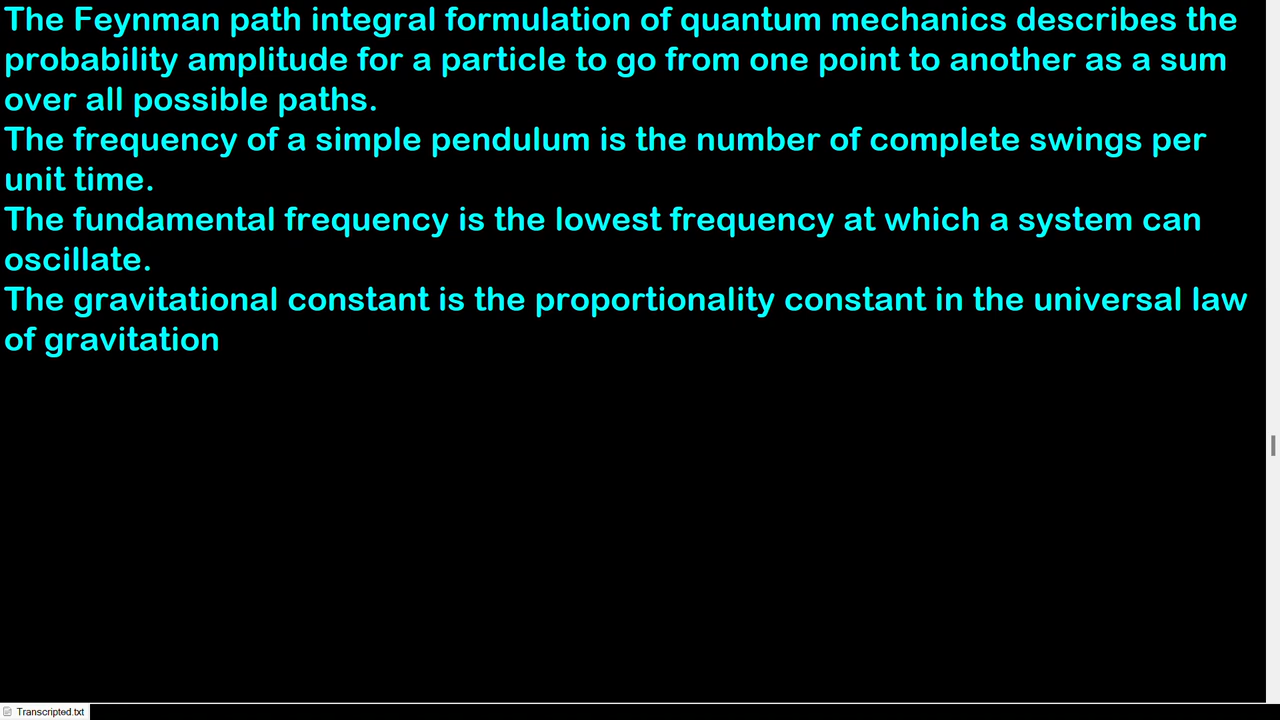 The Feynman path integral formulation of quantum mechanics describes the
probability amplitude for a particle to go from one point to another as a sum
over all possible paths.
The frequency of a simple pendulum is the number of complete swings per
unit time.
The fundamental frequency is the lowest frequency at which a system can
oscillate.
The gravitational constant is the proportionality constant in the universal law
of gravitation
Transcripted.txt